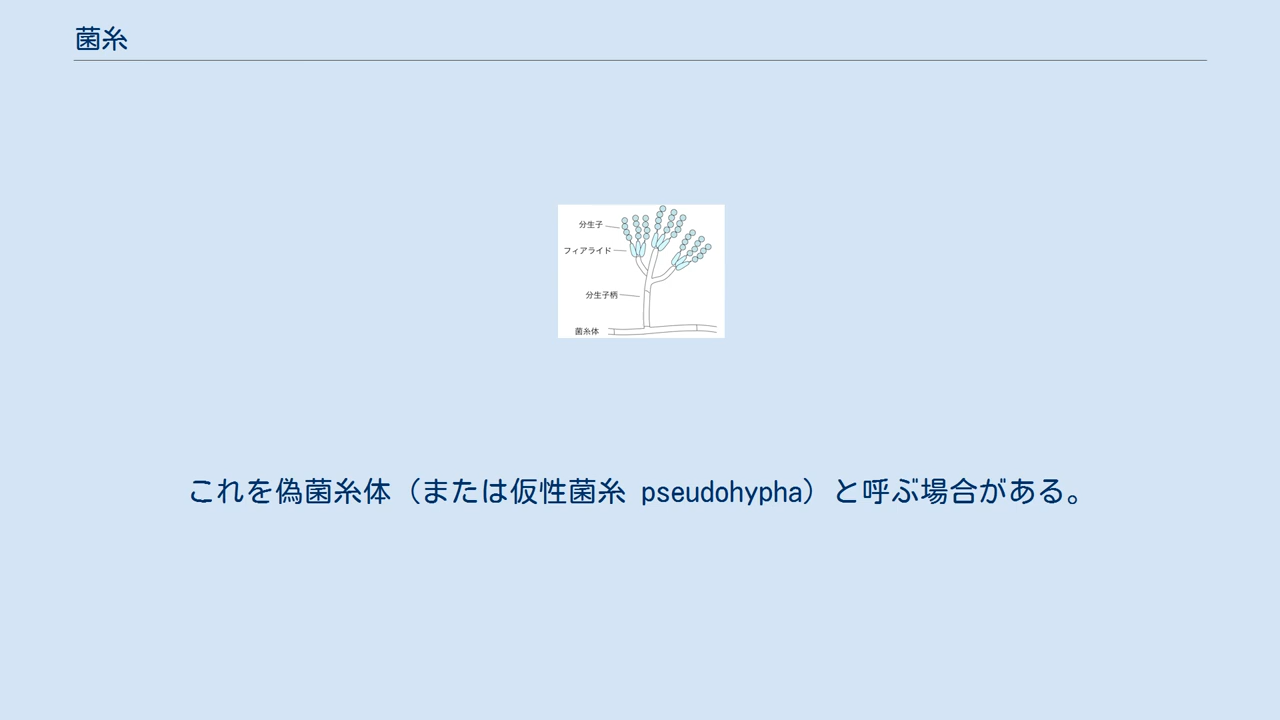 菌糸
分生子
フィアライド
分生子柄
菌糸体
これを偽菌糸体（または仮性菌糸 pseudohypha）と呼ぶ場合がある。